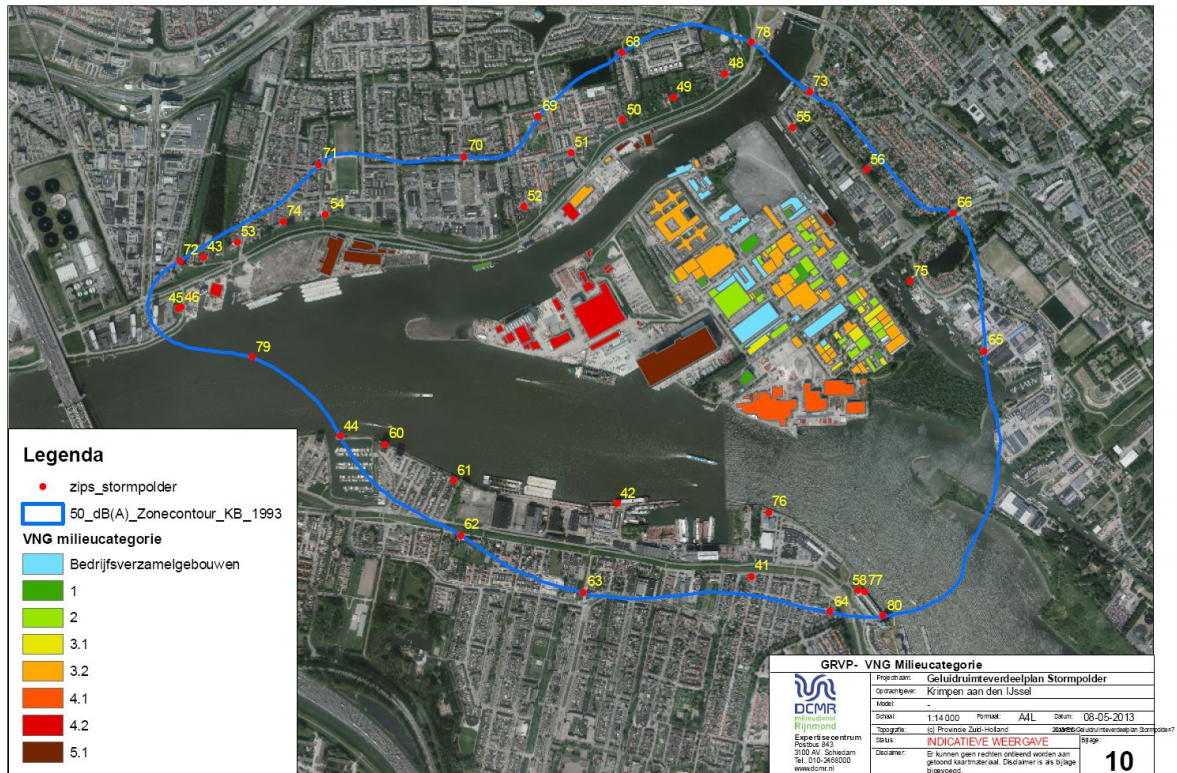 78
68
48
73
49
69
50
55
51
70
56
71
52
66
54
74
53
43
72
75
45 46
65
79
44
60
61
42
76
62
41
63
58 77
64
80
Legenda
zips_stormpolder
50_dB(A)_Zonecontour_KB_1993
VNG milieucategorie
Bedrijfsverzamelgebouwen
1
2
3.1
3.2
4.1
4.2
5.1
GRVP- VNG Milieucategorie
DCMR
milieudienst
Rijnmond
Expertisecentrum
Postbus 843
3100 AV Schiedam
Tel. 010-2468000
www.dcmr.nl
Projectnaam: Geluidruimteverdeelplan Stormpolder
Opdrachtgever: Krimpen aan den IJssel
Model: -
Schaal: 1:14 000 Formaat: A4L Datum: 08-05-2013
Topografie: (c) Provincie Zuid-Holland
Status: INDICATIEVE WEERGAVE
Bijlage:
Disclaimer: Er kunnen geen rechten ontleend worden aan
getoond kaartmateriaal. Disclaimer is als bijlage
bijgevoegd.
10